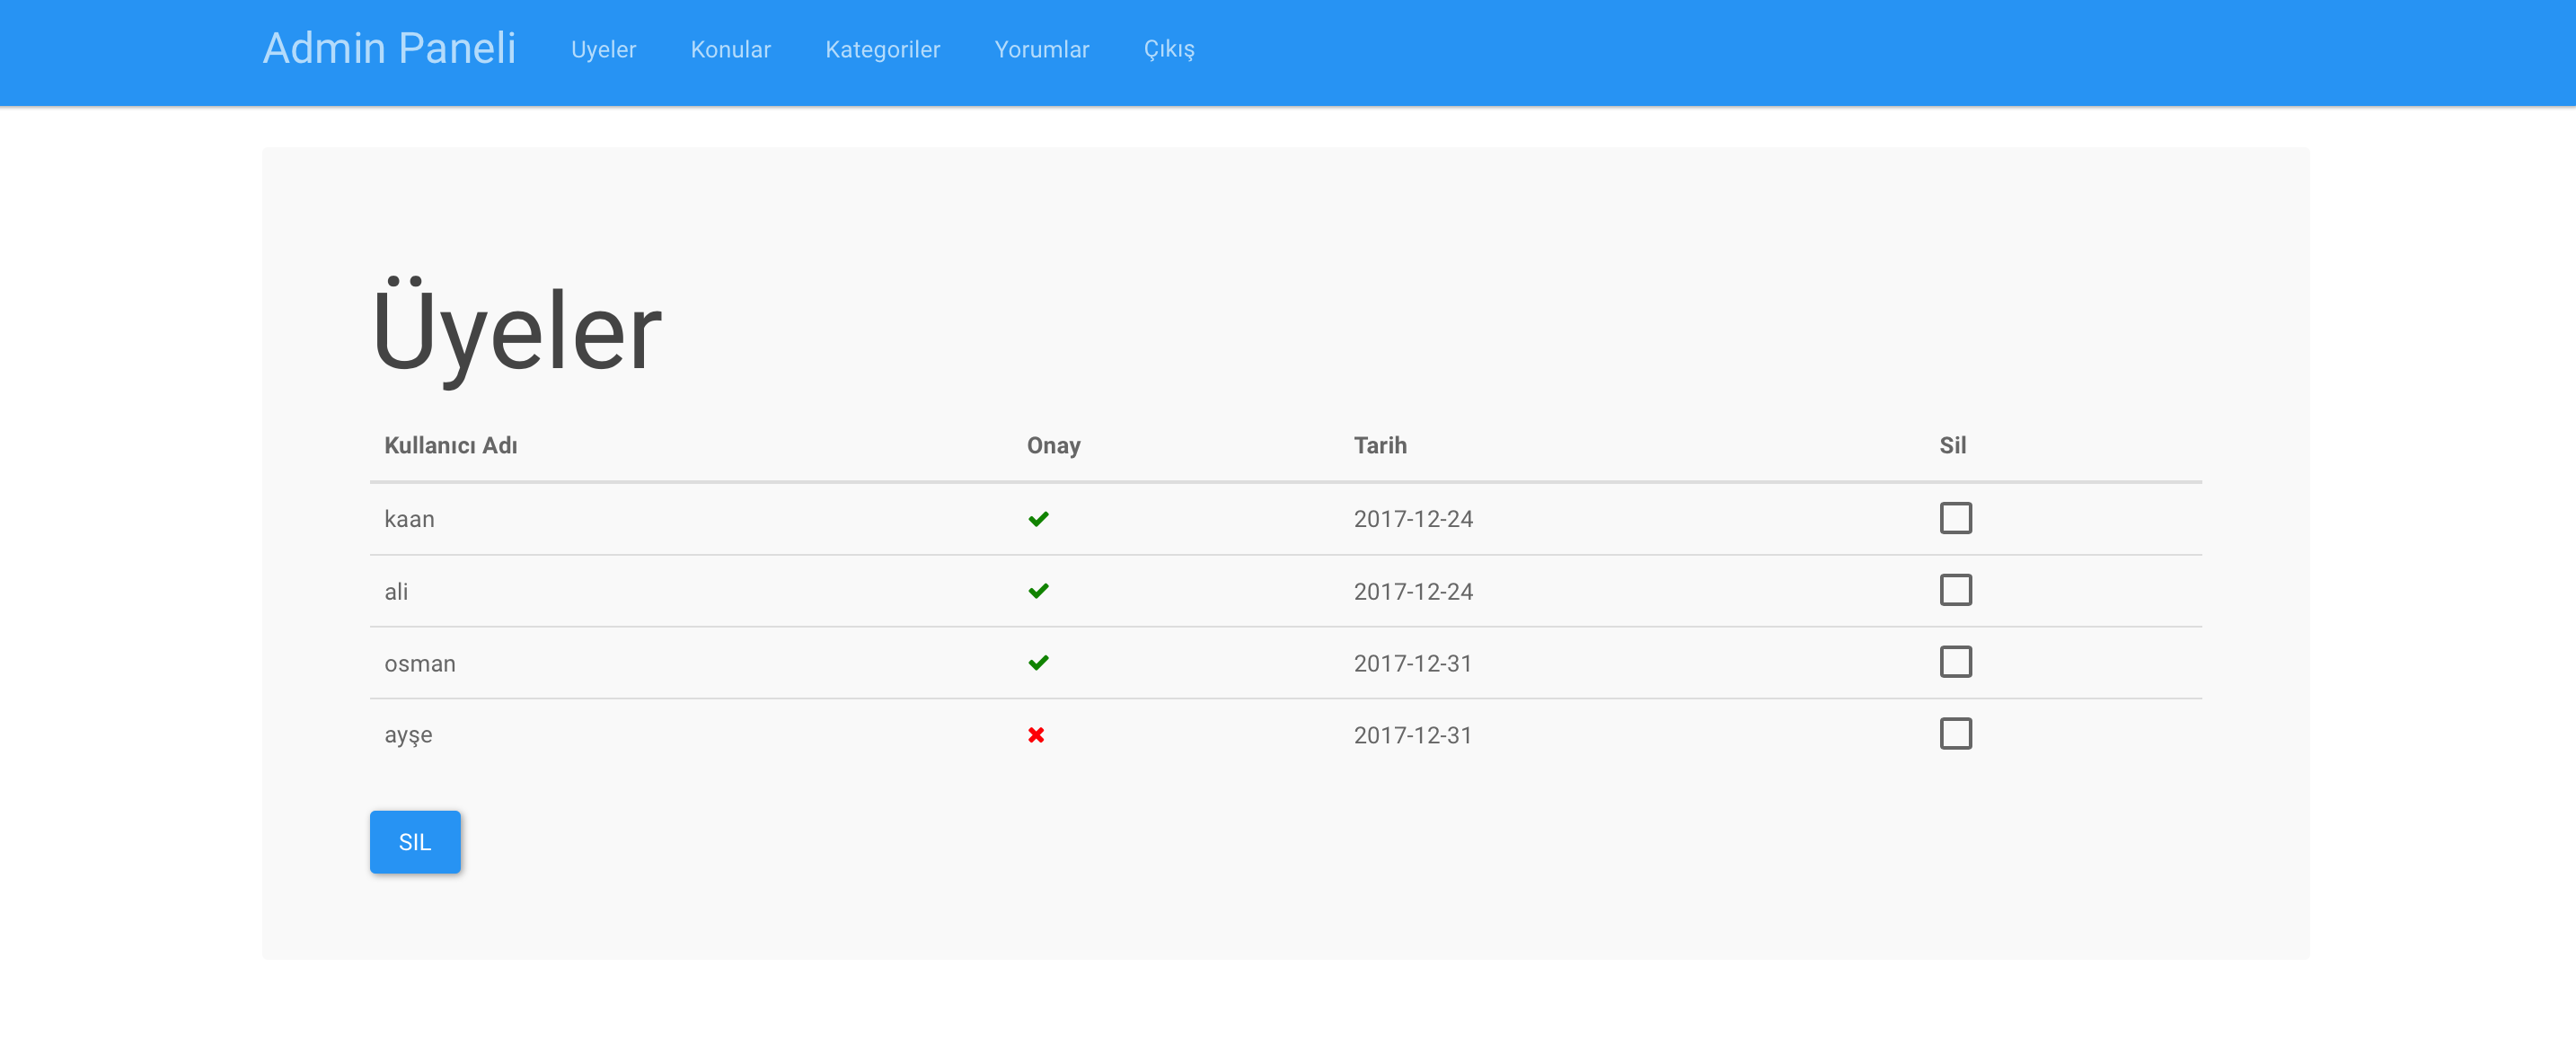 Admin Paneli Uyeler Konular Kategoriler Yorumlar Çıkış
Üyeler
Kullanıcı Adı Onay Tarih Sil
kaan 2017-12-24
ali 2017-12-24
osman 2017-12-31
ayşe 2017-12-31
SIL